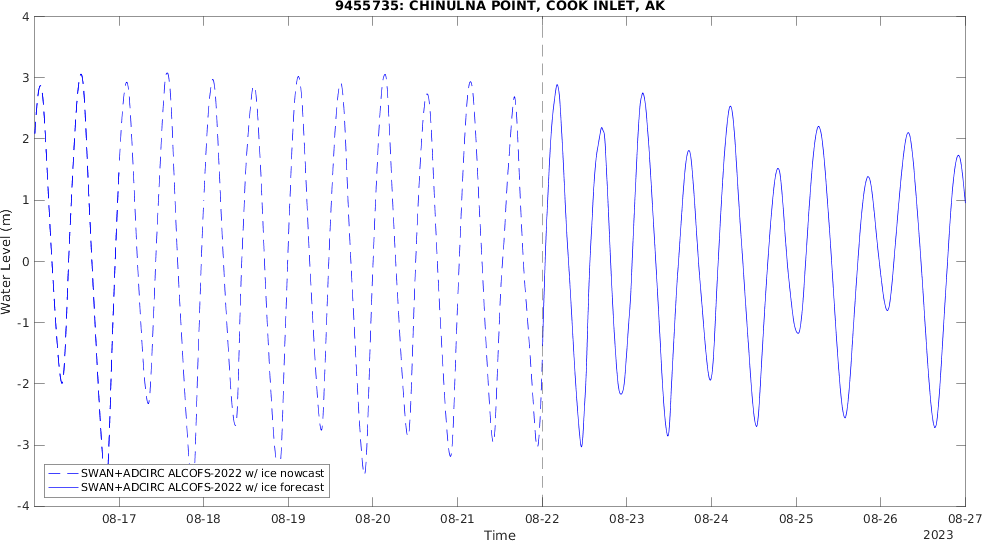 9455735: CHINULNA POINT, COOK INLET, AK
Water Level (m)
4
3
2
1
0
-1
-2
-3
-4
SWAN+ADCIRC ALCOFS-2022 w/ ice nowcast
SWAN+ADCIRC ALCOFS-2022 w/ ice forecast
08-17 08-18 08-19 08-20 08-21 08-22 08-23 08-24 08-25 08-26 08-27
Time
2023